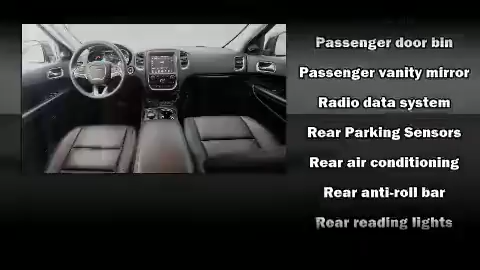 Passenger door bin
Passenger vanity mirror
Radio data system
Rear Parking Sensors
Rear air conditioning
Rear anti-roll bar
Rear reading lights